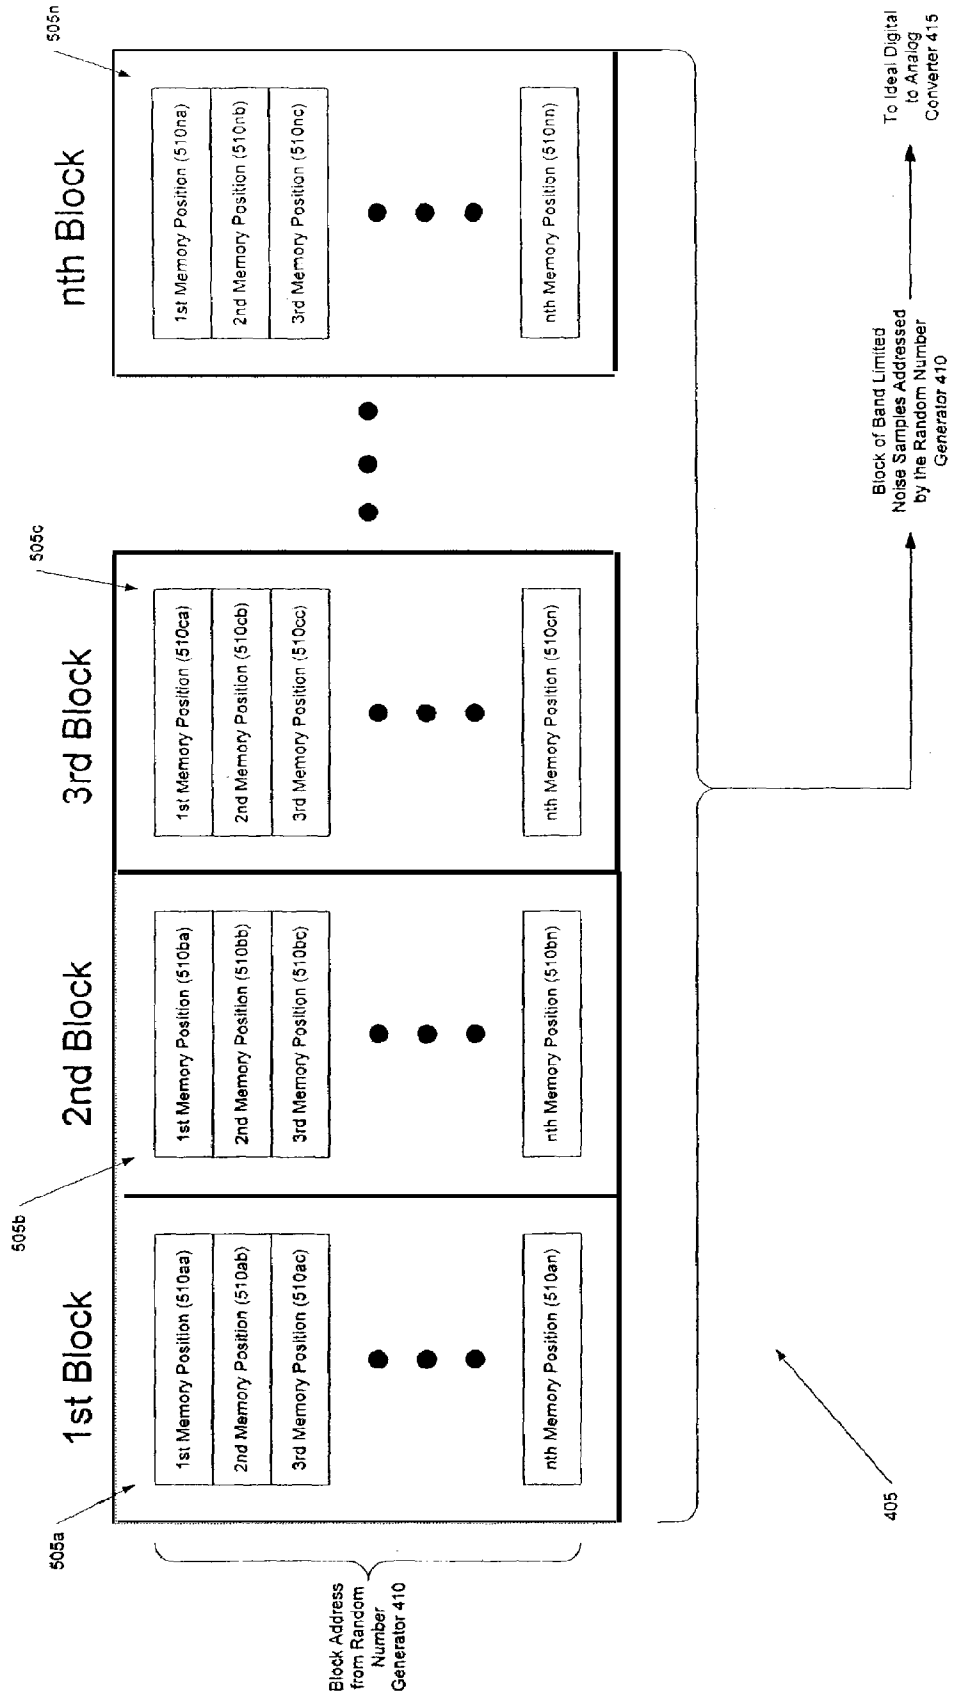 505a
505b
505c
505n
1st Block
2nd Block
3rd Block
nth Block
Block Address
from Random
Number
Generator 410
1st Memory Position (510aa)
2nd Memory Position (510ab)
3rd Memory Position (510ac)
nth Memory Position (510an)
1st Memory Position (510ba)
2nd Memory Position (510bb)
3rd Memory Position (510bc)
nth Memory Position (510bn)
1st Memory Position (510ca)
2nd Memory Position (510cb)
3rd Memory Position (510cc)
nth Memory Position (510cn)
1st Memory Position (510na)
2nd Memory Position (510nb)
3rd Memory Position (510nc)
nth Memory Position (510nn)
405
Block of Band Limited
Noise Samples Addressed
by the Random Number
Generator 410
To Ideal Digital
to Analog
Converter 415